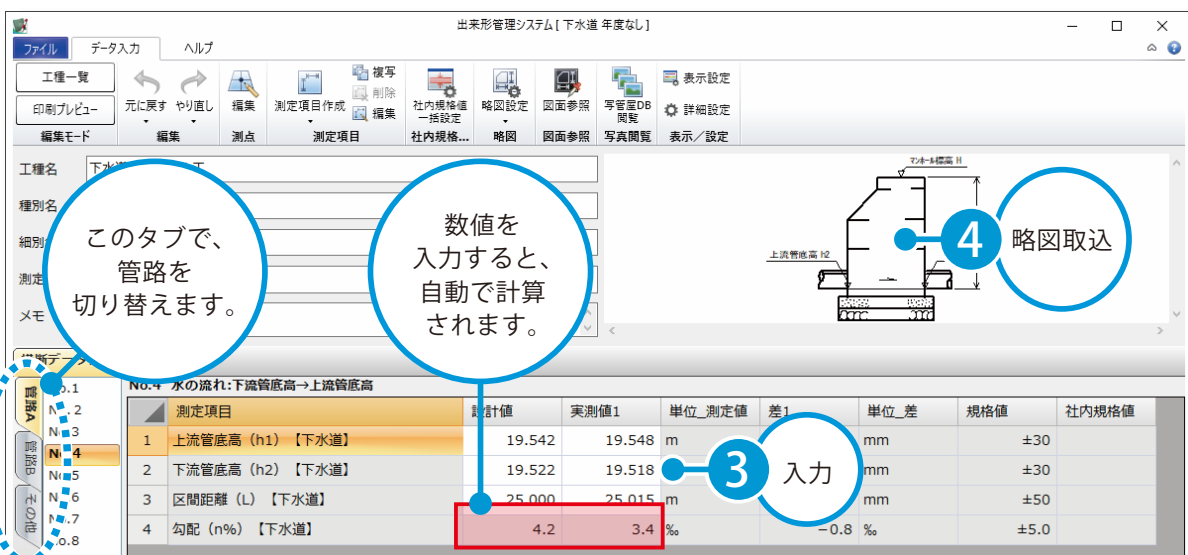 出来形管理システム [ 下水道 年度なし ]
ファイル データ入力 ヘルプ
工種一覧
印刷プレビュー
編集モード
元に戻す やり直し
編集
編集
測点
測定項目作成
複写
削除
編集
測定項目
社内規格値
一括設定
社内規格...
略図設定
略図
図面参照
図面参照
写管屋DB
閲覧
写真閲覧
表示設定
詳細設定
表示／設定
工種名
種別名
細別
測定
メモ
このタブで、
管路を
切り替えます。
数値を
入力すると、
自動で計算
されます。
マンホール標高 H
上流管底高 h2
4 略図取込
管路A
管路B
その他
No.4
No.4 水の流れ:下流管底高→上流管底高
測定項目 設計値 実測値1 単位_測定値 差1 単位_差 規格値 社内規格値
1 上流管底高（h1）【下水道】 19.542 19.548 m mm ±30
2 下流管底高（h2）【下水道】 19.522 19.518 mm ±30
3 区間距離（L）【下水道】 25.000 25.015 m mm ±50
4 勾配（n%）【下水道】 4.2 3.4 ‰ −0.8 ‰ ±5.0
3 入力